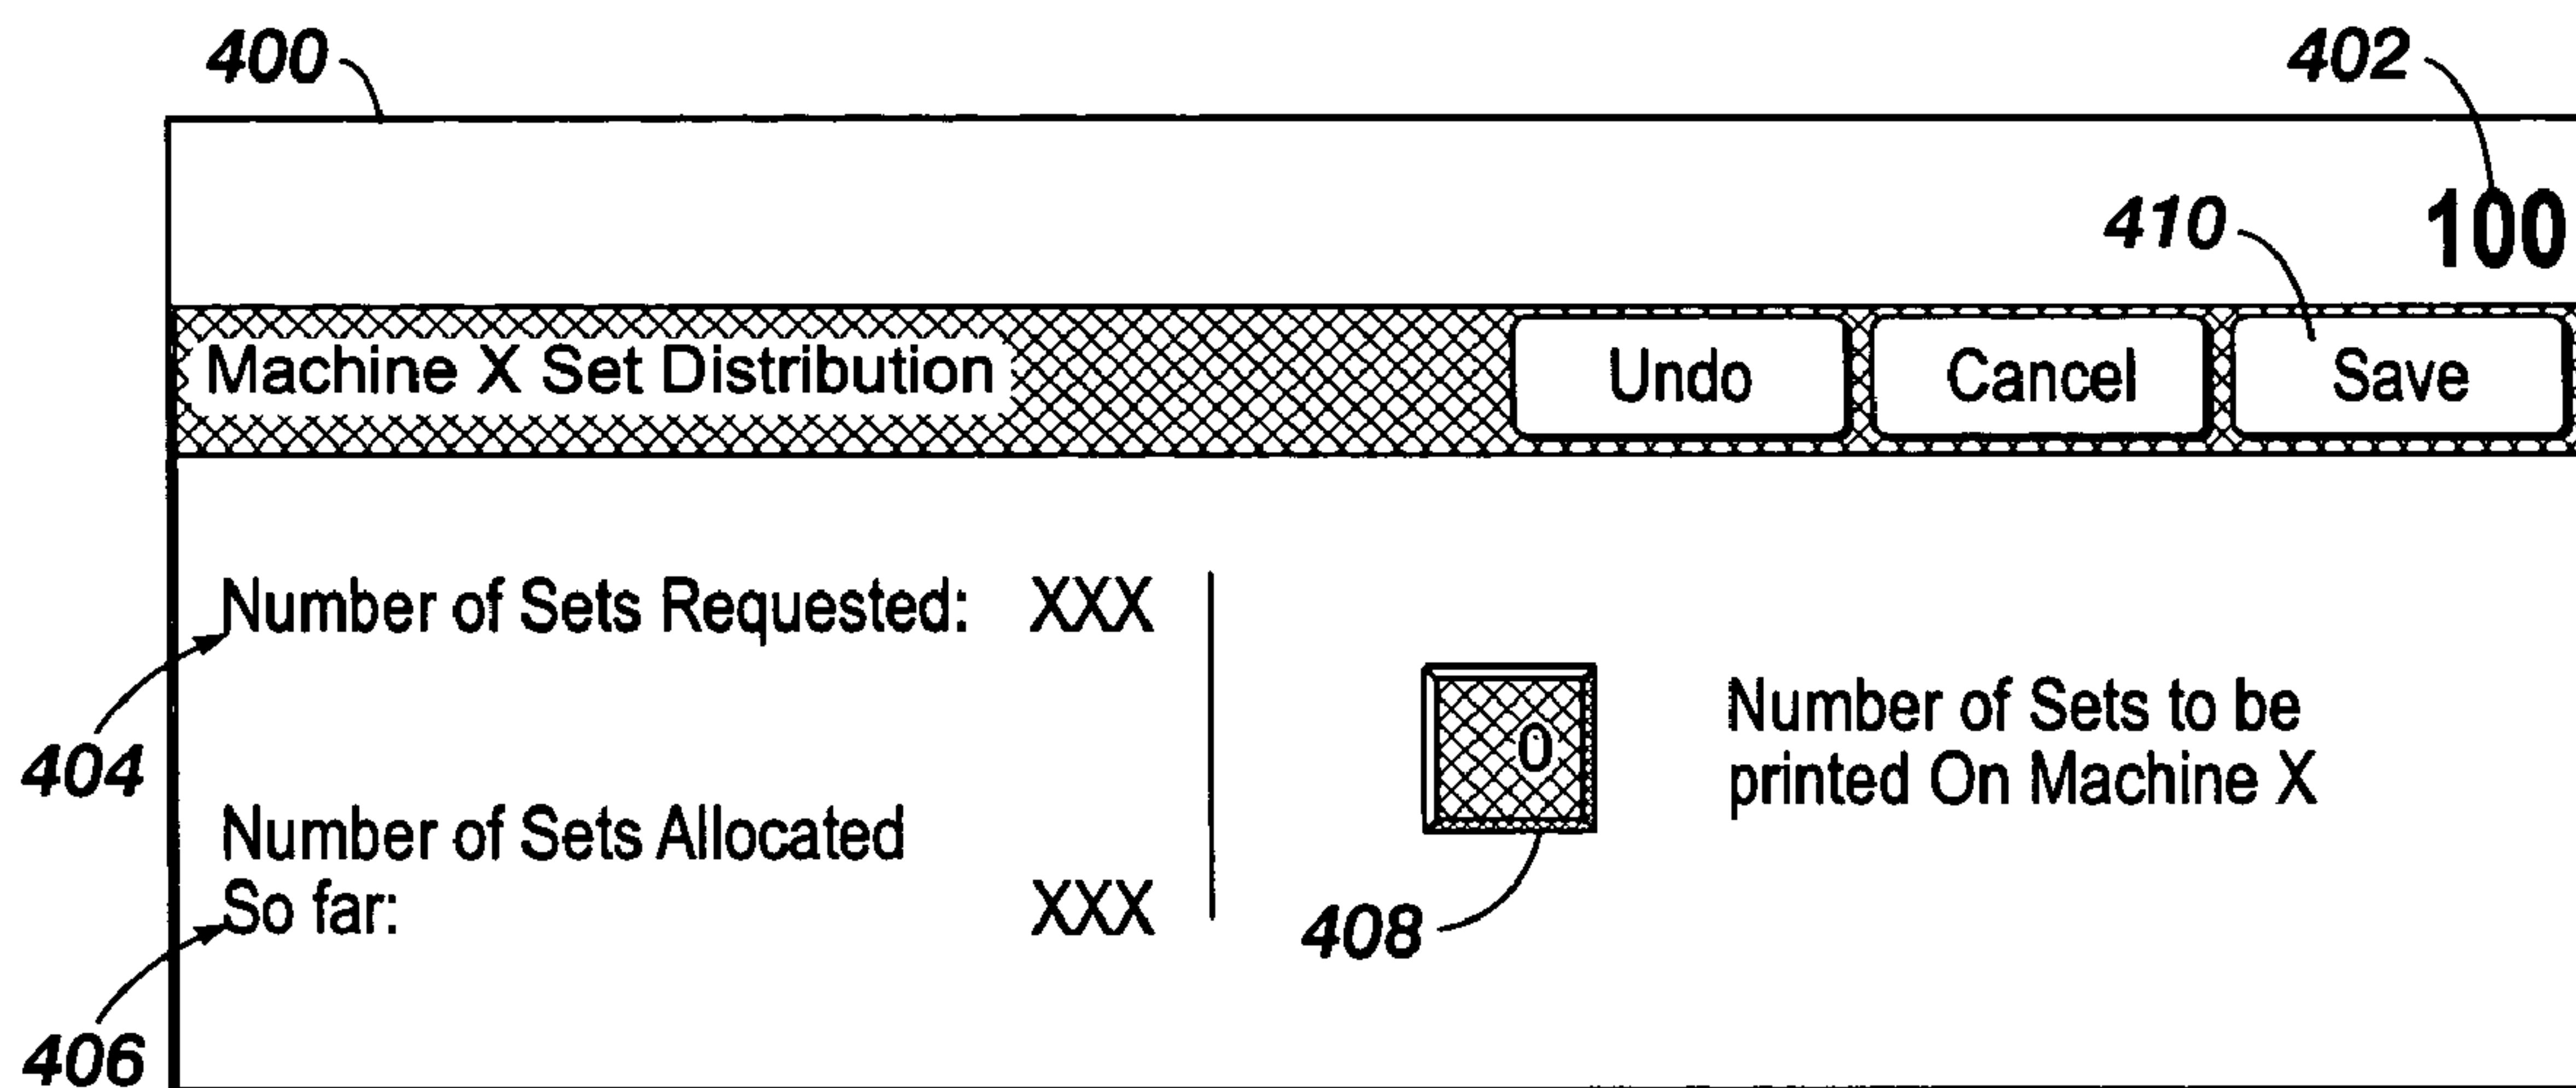 400
402
410
100
Machine X Set Distribution
Undo
Cancel
Save
Number of Sets Requested: XXX
404
Number of Sets Allocated
So far: XXX
406
0
408
Number of Sets to be
printed On Machine X